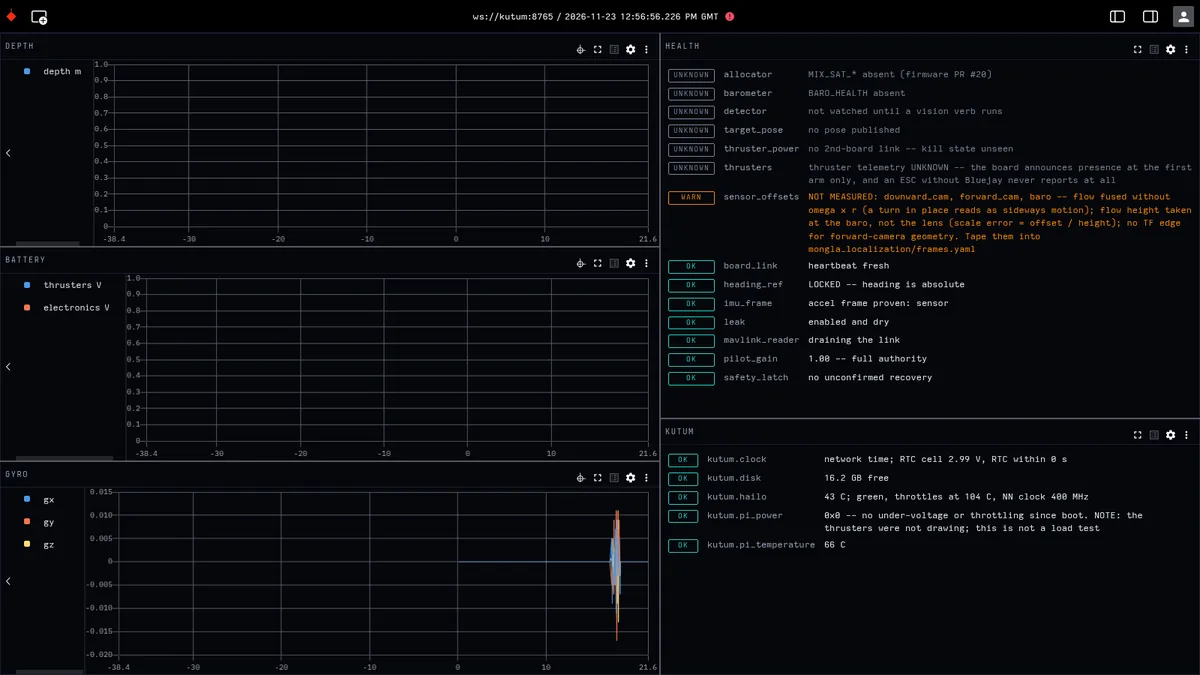 ws://kutum:8765 / 2026-11-23 12:56:56.226 PM GMT
DEPTH
depth m
1.0
0.9
0.8
0.7
0.6
0.5
0.4
0.3
0.2
0.1
0
-38.4 -30 -20 -10 0 10 21.6
BATTERY
thrusters V
electronics V
1.0
0.9
0.8
0.7
0.6
0.5
0.4
0.3
0.2
0.1
0
-38.4 -30 -20 -10 0 10 21.6
GYRO
gx
gy
gz
0.015
0.010
0.005
0
-0.005
-0.010
-0.015
-0.020
-38.4 -30 -20 -10 0 10 21.6
HEALTH
UNKNOWN allocator MIX_SAT_* absent (firmware PR #20)
UNKNOWN barometer BARO_HEALTH absent
UNKNOWN detector not watched until a vision verb runs
UNKNOWN target_pose no pose published
UNKNOWN thruster_power no 2nd-board link -- kill state unseen
UNKNOWN thrusters thruster telemetry UNKNOWN -- the board announces presence at the first
arm only, and an ESC without Bluejay never reports at all
WARN sensor_offsets NOT MEASURED: downward_cam, forward_cam, baro -- flow fused without
omega x r (a turn in place reads as sideways motion); flow height taken
at the baro, not the lens (scale error = offset / height); no TF edge
for forward-camera geometry. Tape them into
mongla_localization/frames.yaml
OK board_link heartbeat fresh
OK heading_ref LOCKED -- heading is absolute
OK imu_frame accel frame proven: sensor
OK leak enabled and dry
OK mavlink_reader draining the link
OK pilot_gain 1.00 -- full authority
OK safety_latch no unconfirmed recovery
KUTUM
OK kutum.clock network time; RTC cell 2.99 V, RTC within 0 s
OK kutum.disk 16.2 GB free
OK kutum.hailo 43 C; green, throttles at 104 C, NN clock 400 MHz
OK kutum.pi_power 0x0 -- no under-voltage or throttling since boot. NOTE: the
thrusters were not drawing; this is not a load test
OK kutum.pi_temperature 66 C